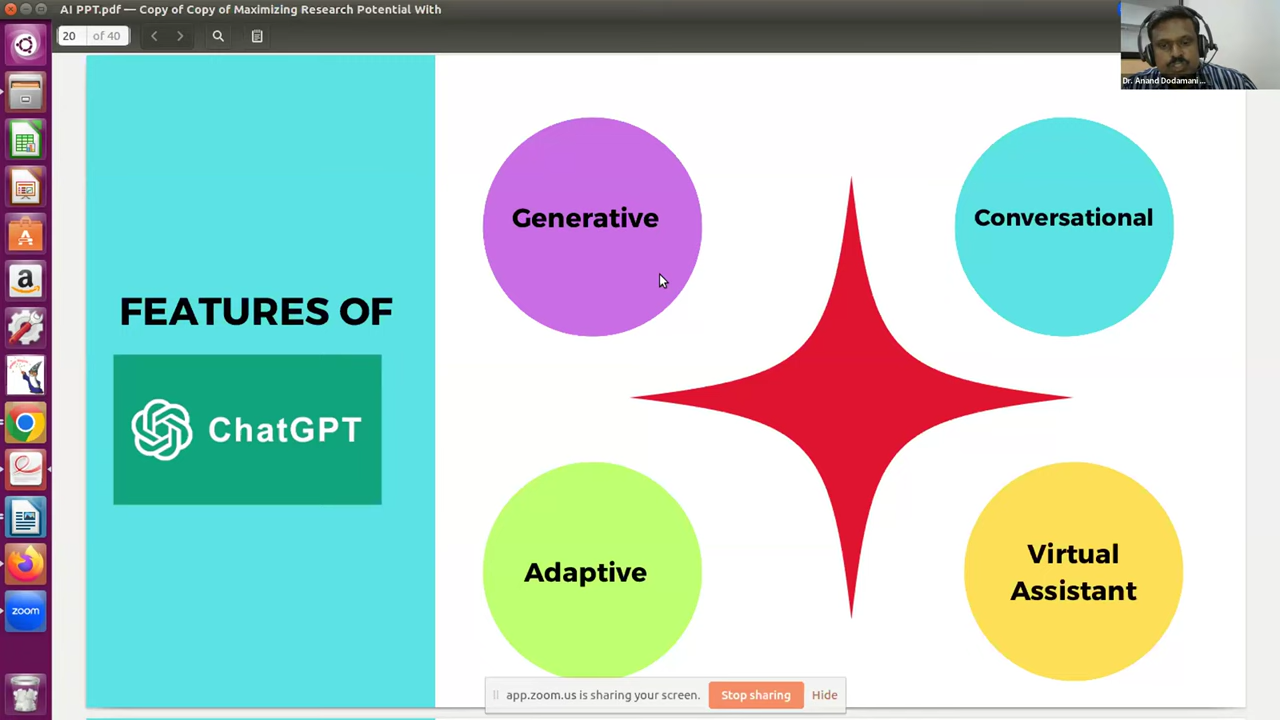 AI PPT.pdf — Copy of Copy of Maximizing Research Potential With
20 of 40
Dr. Anand Dodamani ...
FEATURES OF
ChatGPT
Generative
Conversational
Adaptive
Virtual
Assistant
a
zoom
app.zoom.us is sharing your screen.
Stop sharing
Hide